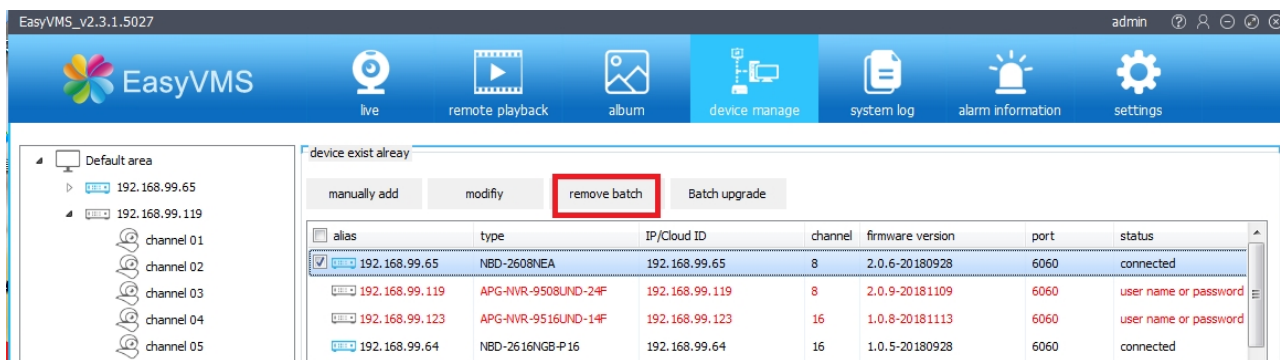 EasyVMS_v2.3.1.5027 admin
EasyVMS
live remote playback album device manage system log alarm information settings
Default area
192.168.99.65
192.168.99.119
channel 01
channel 02
channel 03
channel 04
channel 05
device exist alreay
manually add modifiy remove batch Batch upgrade
alias type IP/Cloud ID channel firmware version port status
192.168.99.65 NBD-2608NEA 192.168.99.65 8 2.0.6-20180928 6060 connected
192.168.99.119 APG-NVR-9508UND-24F 192.168.99.119 8 2.0.9-20181109 6060 user name or password
192.168.99.123 APG-NVR-9516UND-14F 192.168.99.123 16 1.0.8-20181113 6060 user name or password
192.168.99.64 NBD-2616NGB-P16 192.168.99.64 16 1.0.5-20180928 6060 connected